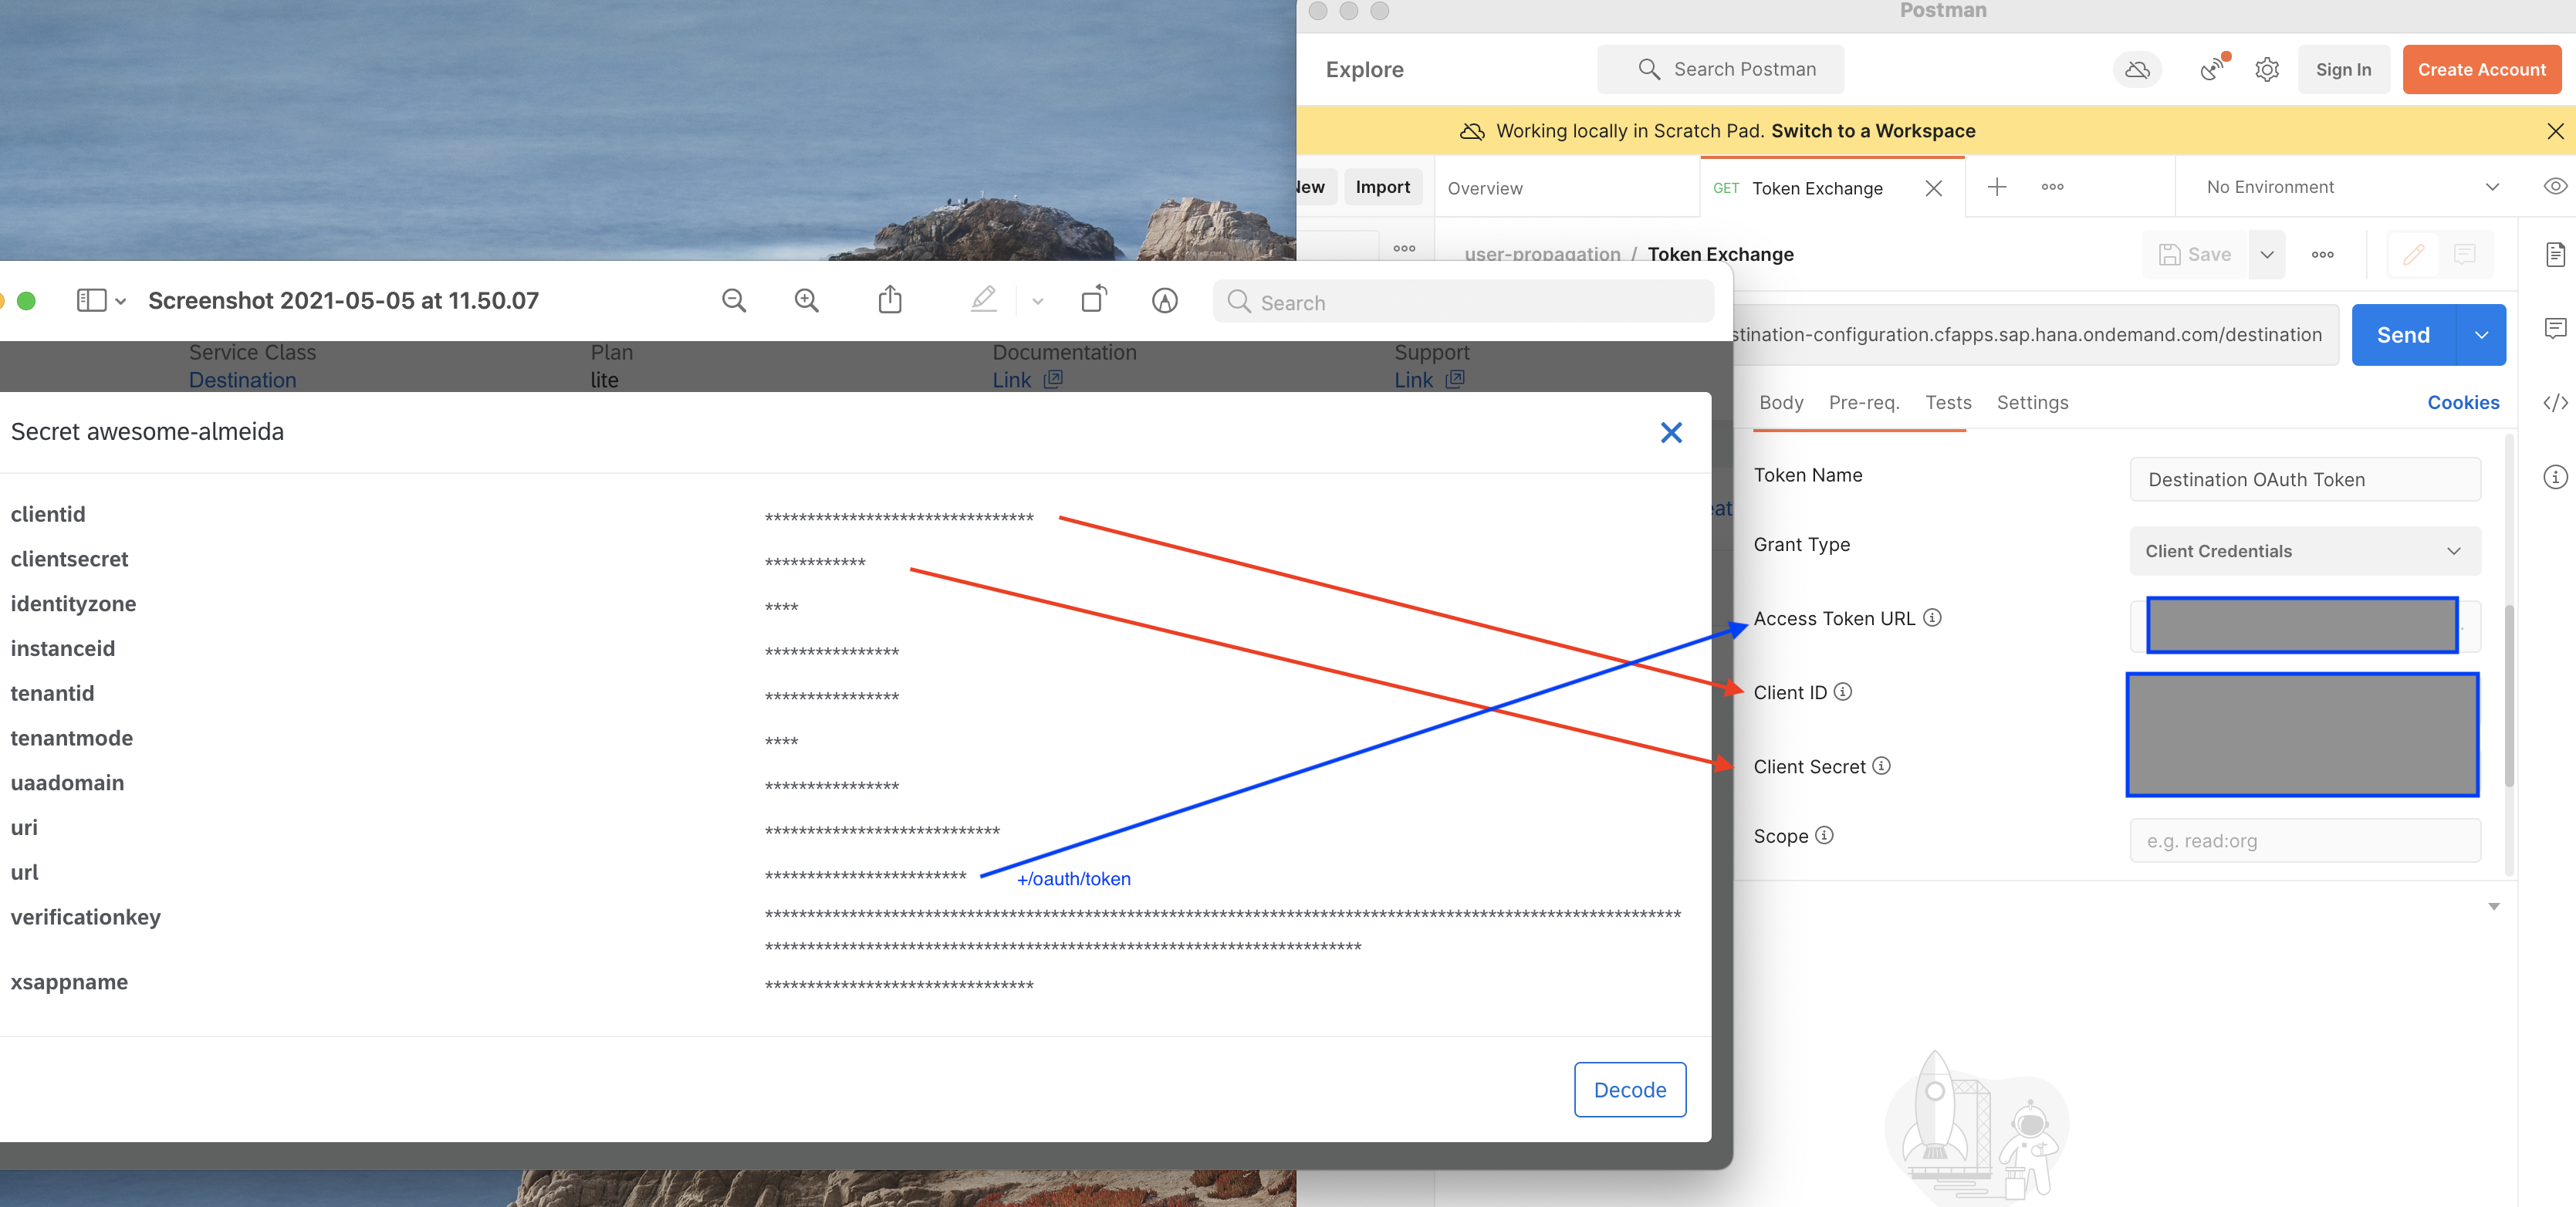 Postman
Explore
Search Postman
Sign In
Create Account
Working locally in Scratch Pad. Switch to a Workspace
New
Import
Overview
GET Token Exchange
No Environment
user-propagation / Token Exchange
Save
Screenshot 2021-05-05 at 11.50.07
Search
stination-configuration.cfapps.sap.hana.ondemand.com/destination
Send
Service Class
Plan
Documentation
Support
Destination
lite
Link
Link
Body
Pre-req.
Tests
Settings
Cookies
Secret awesome-almeida
Token Name
Destination OAuth Token
Grant Type
Client Credentials
Access Token URL
Client ID
Client Secret
Scope
e.g. read:org
clientid ********************************
clientsecret ************
identityzone ****
instanceid ****************
tenantid ****************
tenantmode ****
uaadomain ****************
uri ****************************
url ************************
+/oauth/token
verificationkey
xsappname ********************************
Decode